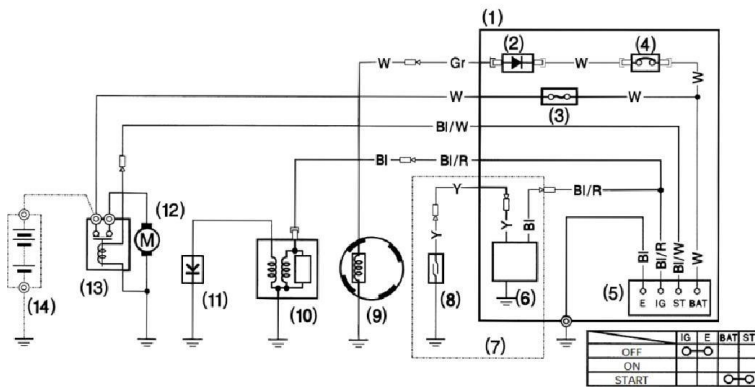 (1)
(2)
(4)
W Gr W W
W W
(3)
Bl/W
Bl Bl/R
Y Bl/R
Y Y Bl
Bl Bl/R Bl/W W
(5) E IG ST BAT
(12)
M
(13)
(14)
K
(11)
(10)
(9)
(8)
(6)
(7)
IG E BAT ST
OFF
ON
START